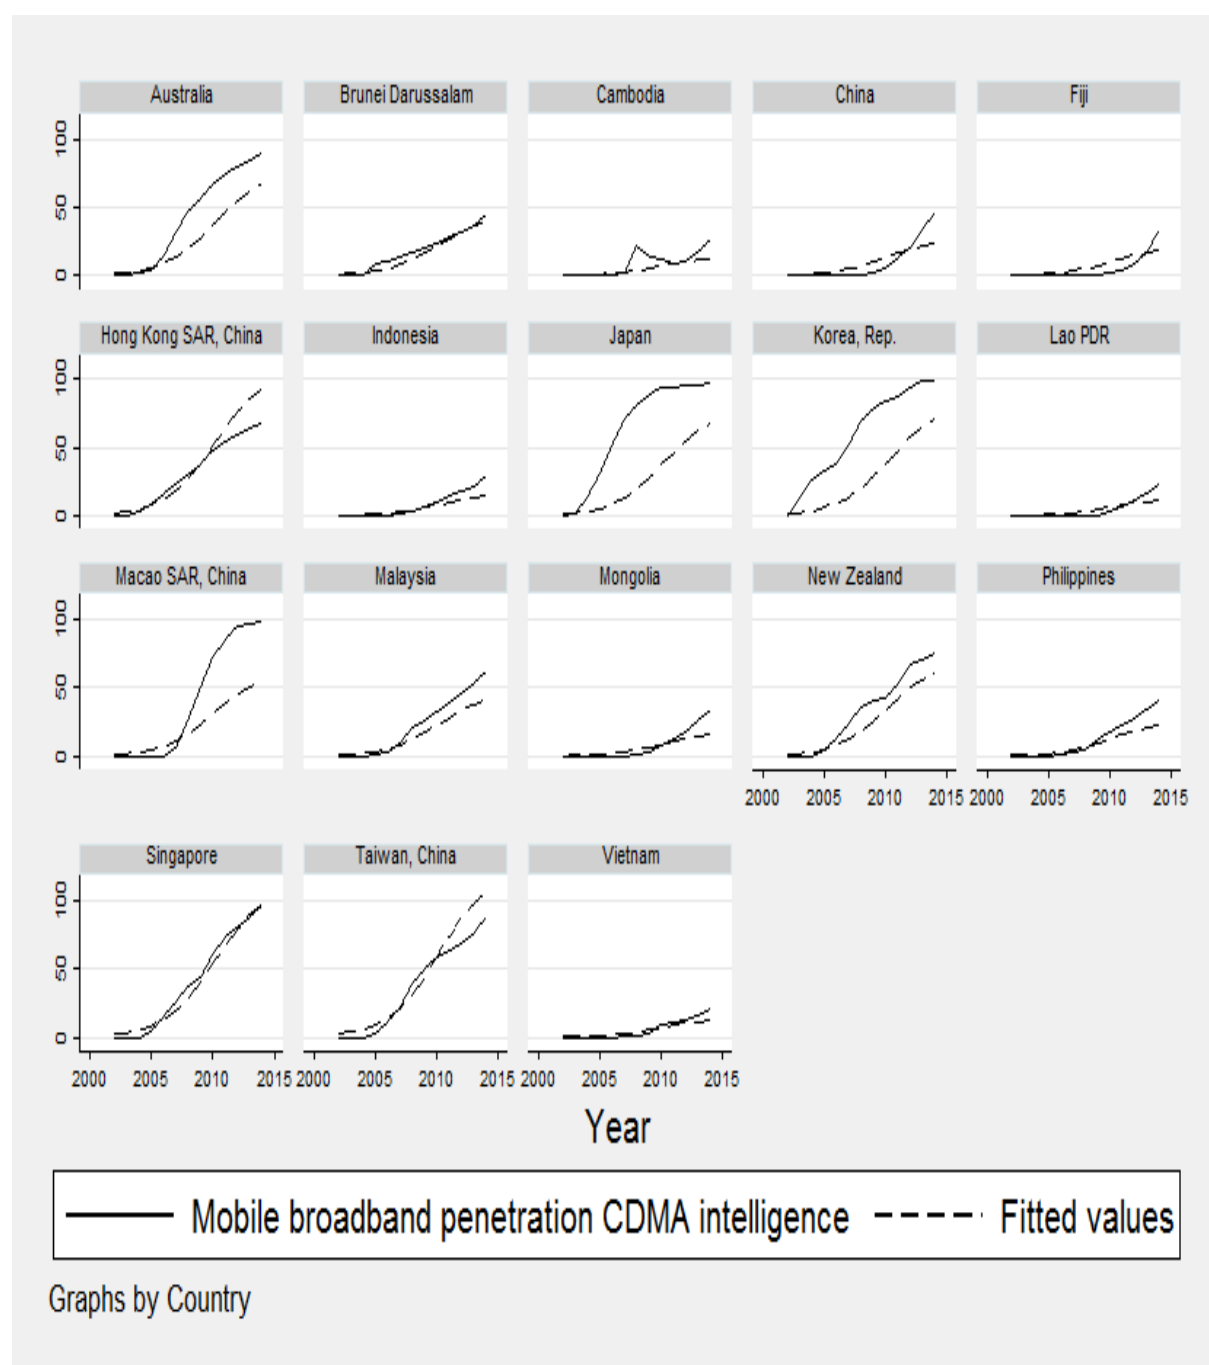 Australia Brunei Darussalam Cambodia China Fiji
100
50
0
Hong Kong SAR, China Indonesia Japan Korea, Rep. Lao PDR
100
50
0
Macao SAR, China Malaysia Mongolia New Zealand Philippines
100
50
0
2000 2005 2010 2015 2000 2005 2010 2015
Singapore Taiwan, China Vietnam
100
50
0
2000 2005 2010 2015 2000 2005 2010 2015 2000 2005 2010 2015
Year
Mobile broadband penetration CDMA intelligence Fitted values
Graphs by Country